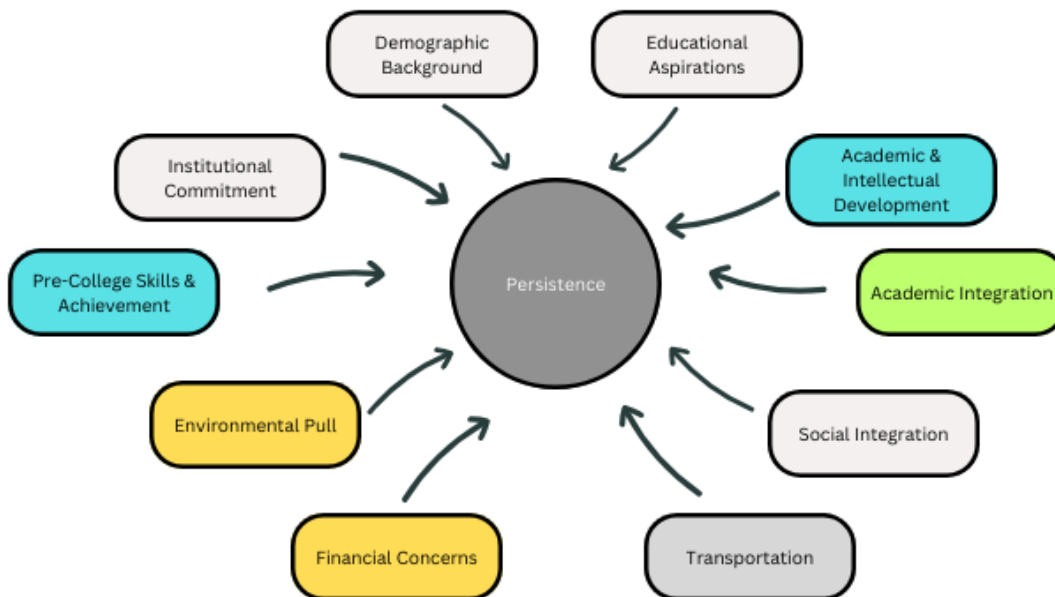 Demographic
Background
Educational
Aspirations
Institutional
Commitment
Academic &
Intellectual
Development
Pre-College Skills &
Achievement
Persistence
Academic Integration
Environmental Pull
Social Integration
Financial Concerns
Transportation